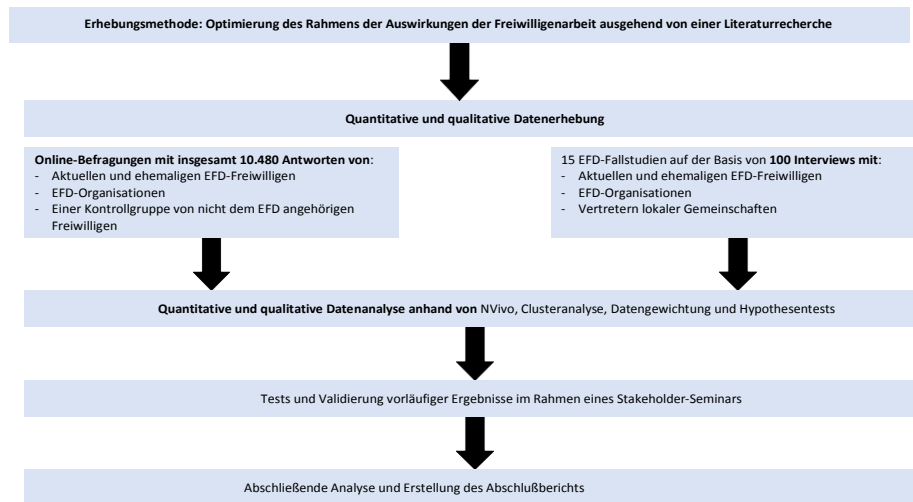 Erhebungsmethode: Optimierung des Rahmens der Auswirkungen der Freiwilligenarbeit ausgehend von einer Literaturrecherche
Quantitative und qualitative Datenerhebung
Online-Befragungen mit insgesamt 10.480 Antworten von:
- Aktuellen und ehemaligen EFD-Freiwilligen
- EFD-Organisationen
- Einer Kontrollgruppe von nicht dem EFD angehörigen
Freiwilligen
15 EFD-Fallstudien auf der Basis von 100 Interviews mit:
- Aktuellen und ehemaligen EFD-Freiwilligen
- EFD-Organisationen
- Vertretern lokaler Gemeinschaften
Quantitative und qualitative Datenanalyse anhand von NVivo, Clusteranalyse, Datengewichtung und Hypothesentests
Tests und Validierung vorläufiger Ergebnisse im Rahmen eines Stakeholder-Seminars
Abschließende Analyse und Erstellung des Abschlußberichts